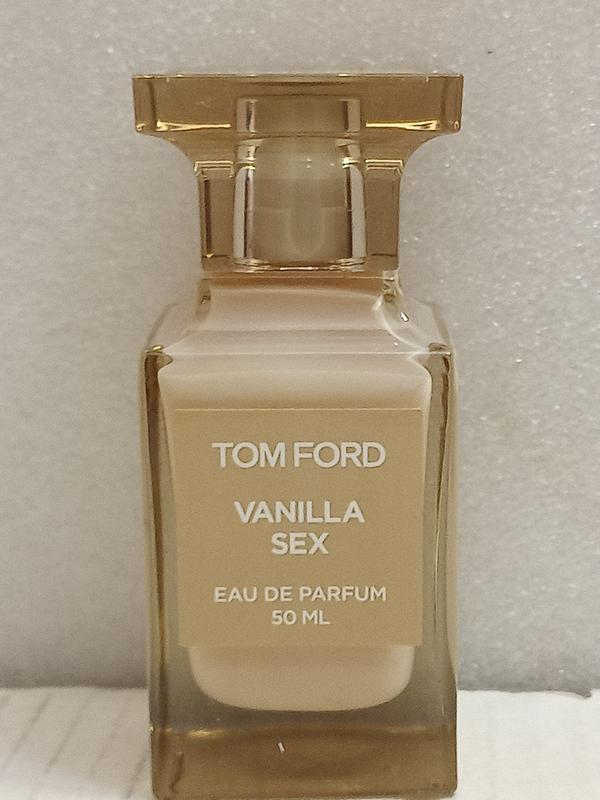 TOM FORD
VANILLA
SEX
EAU DE PARFUM
50 ML